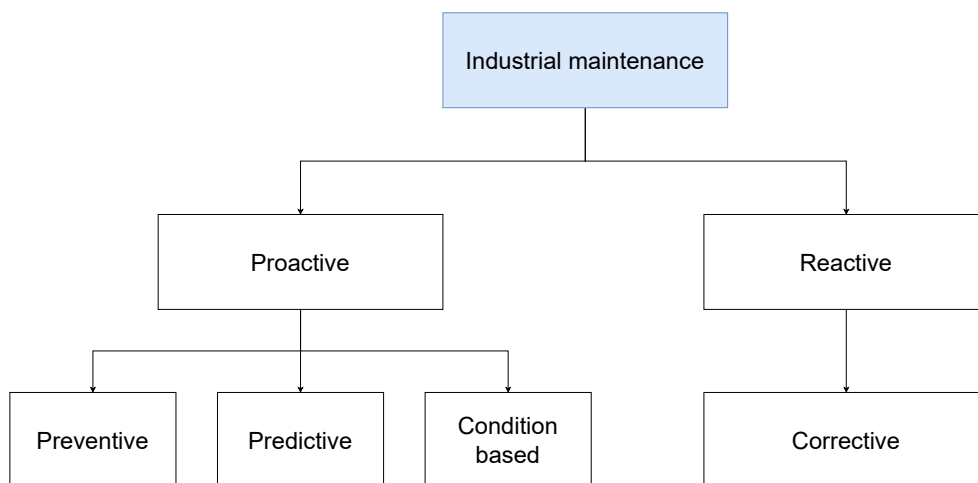 Industrial maintenance
Proactive
Reactive
Preventive
Predictive
Condition
based
Corrective